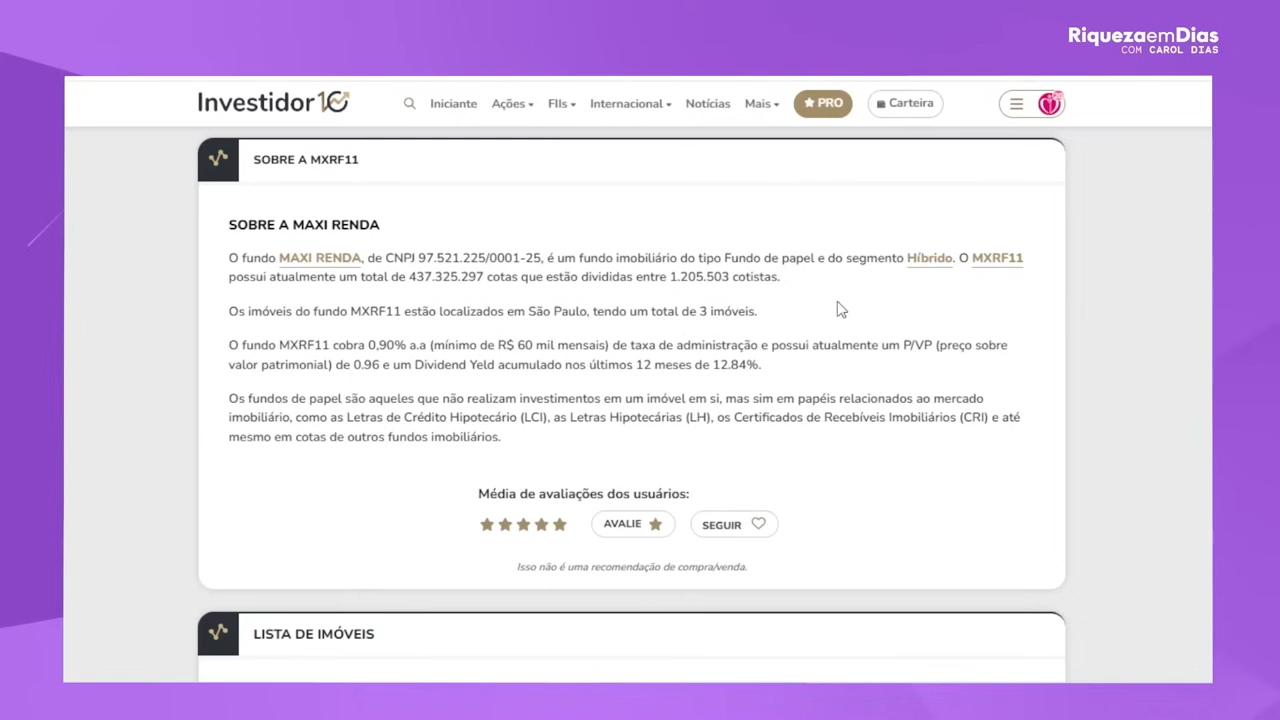 RiquezaemDias
COM CAROL DIAS
Investidor10
Iniciante Ações FIIs Internacional Notícias Mais PRO Carteira
SOBRE A MXRF11
SOBRE A MAXI RENDA
O fundo MAXI RENDA, de CNPJ 97.521.225/0001-25, é um fundo imobiliário do tipo Fundo de papel e do segmento Híbrido. O MXRF11
possui atualmente um total de 437.325.297 cotas que estão divididas entre 1.205.503 cotistas.
Os imóveis do fundo MXRF11 estão localizados em São Paulo, tendo um total de 3 imóveis.
O fundo MXRF11 cobra 0,90% a.a (mínimo de R$ 60 mil mensais) de taxa de administração e possui atualmente um P/VP (preço sobre
valor patrimonial) de 0.96 e um Dividend Yeld acumulado nos últimos 12 meses de 12.84%.
Os fundos de papel são aqueles que não realizam investimentos em um imóvel em si, mas sim em papéis relacionados ao mercado
imobiliário, como as Letras de Crédito Hipotecário (LCI), as Letras Hipotecárias (LH), os Certificados de Recebíveis Imobiliários (CRI) e até
mesmo em cotas de outros fundos imobiliários.
Média de avaliações dos usuários:
AVALIE SEGUIR
Isso não é uma recomendação de compra/venda.
LISTA DE IMÓVEIS